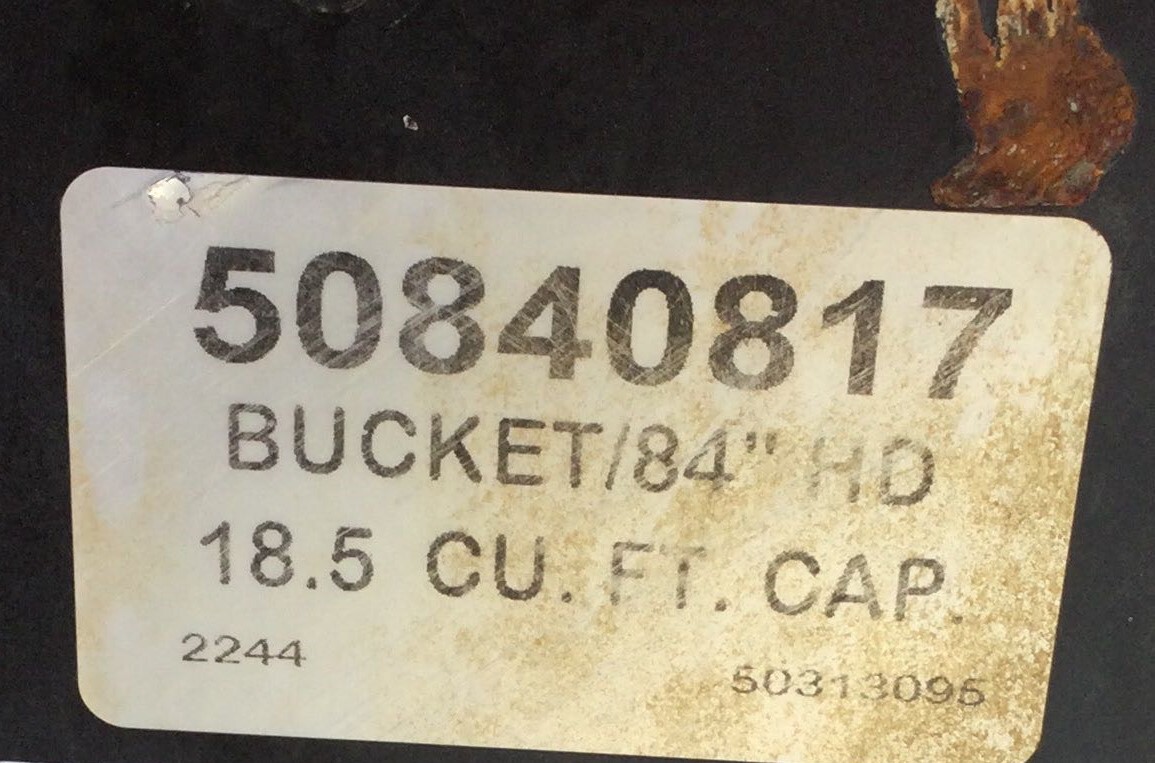 50840817
BUCKET/84" HD
18.5 CU. FT. CAP.
2244
50313095